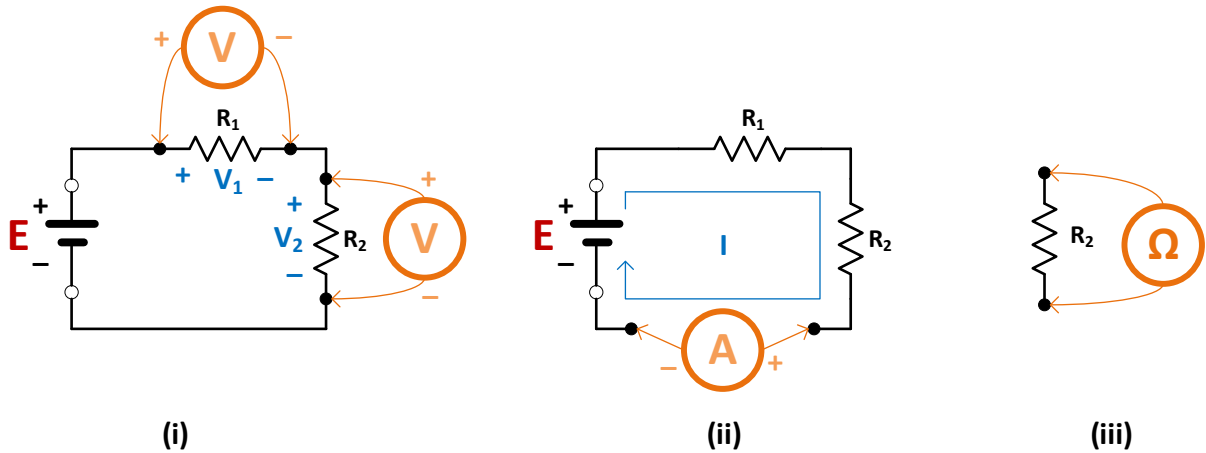 + V −
R₁
+ V₁ −
+
E
−
+
V₂
−
R₂
+
V
−
(i)
R₁
+
E
−
I
R₂
− A +
(ii)
R₂
Ω
(iii)